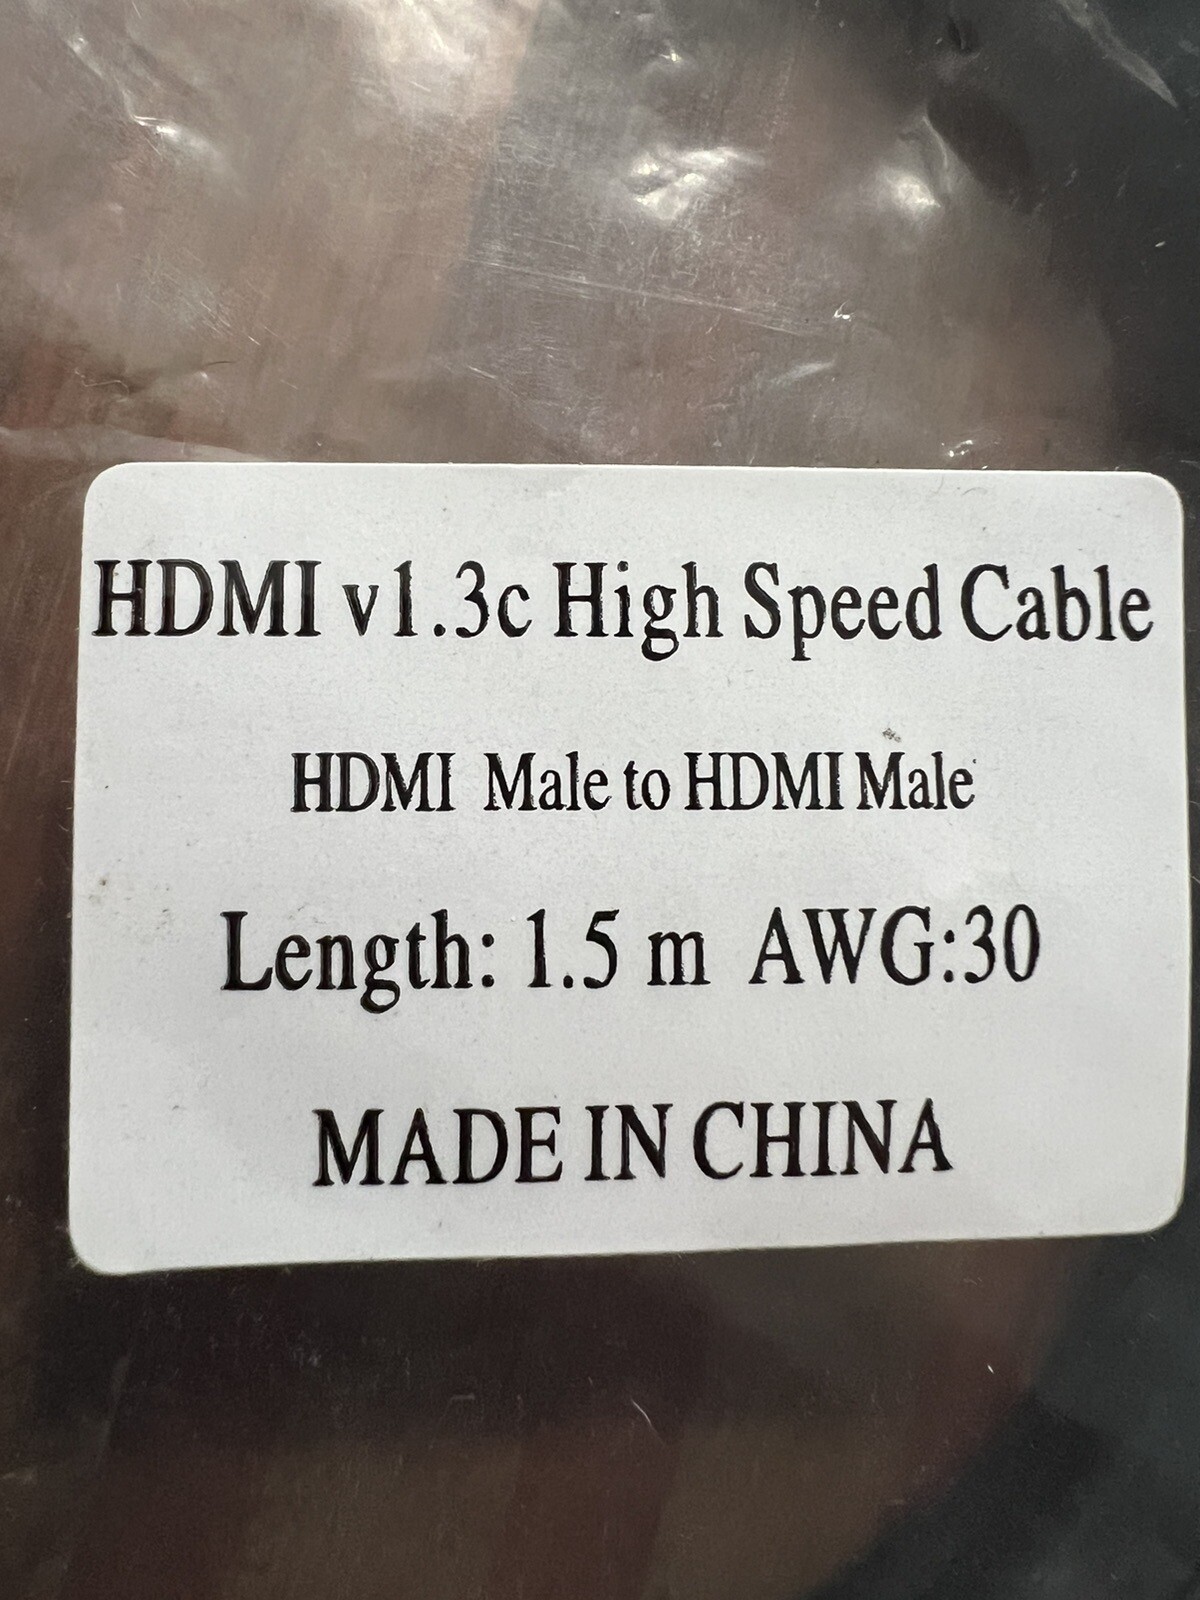 HDMI v1.3c High Speed Cable
HDMI Male to HDMI Male
Length: 1.5 m AWG:30
MADE IN CHINA